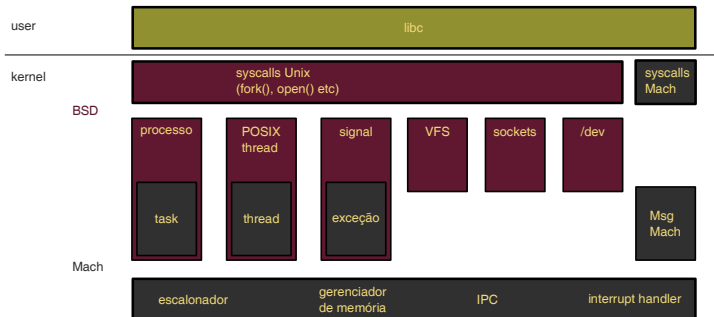 user
libc
kernel
syscalls Unix
(fork(), open() etc)
syscalls
Mach
BSD
processo
POSIX
thread
signal
VFS
sockets
/dev
task
thread
exceção
Msg
Mach
Mach
escalonador
gerenciador
de memória
IPC
interrupt handler